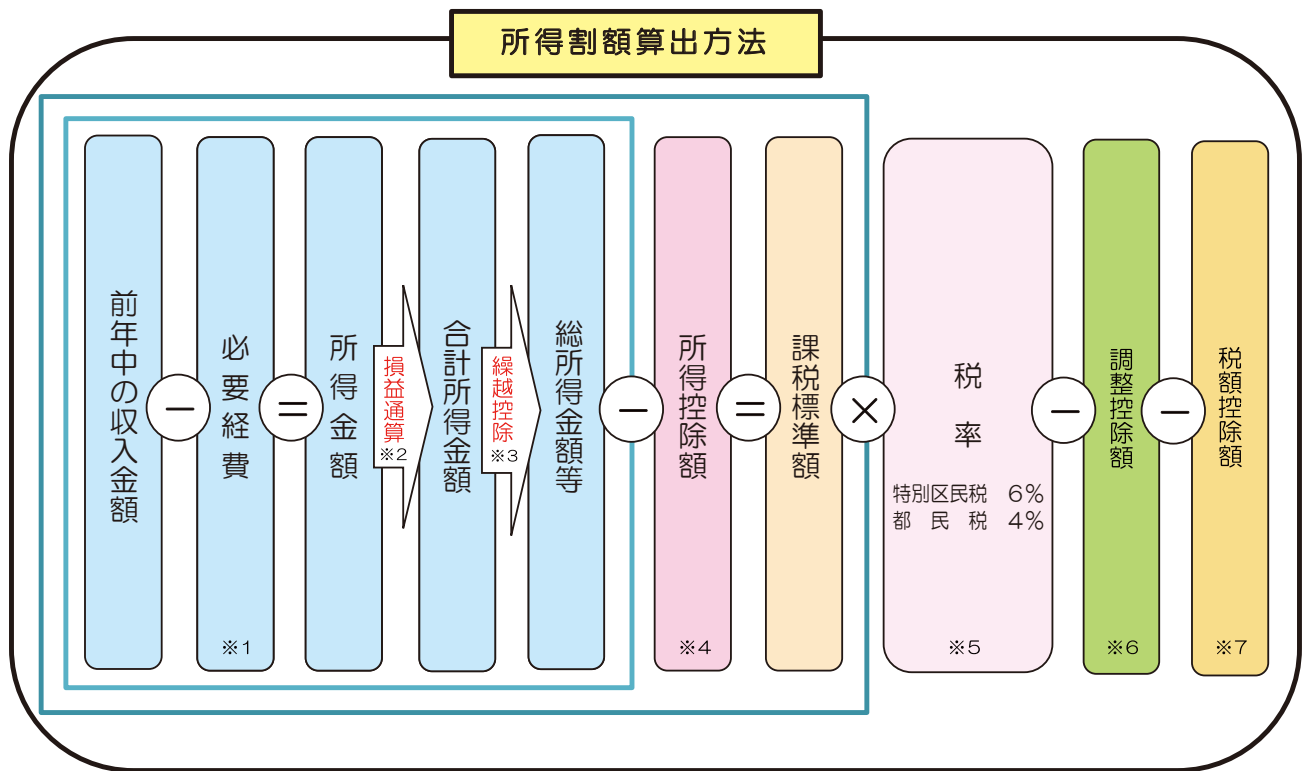 所得割額算出方法
前年中の収入金額
－
必要経費
※1
＝
所得金額
損益通算
※2
合計所得金額
繰越控除
※3
総所得金額等
－
所得控除額
※4
＝
課税標準額
×
税率
特別区民税　6％
都　民　税　4％
※5
－
調整控除額
※6
－
税額控除額
※7